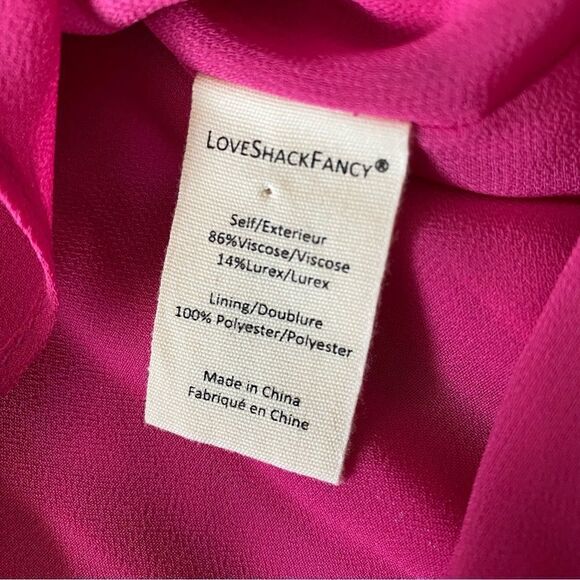 LOVESHACKFANCY®
Self/Exterieur
86%Viscose/Viscose
14%Lurex/Lurex
Lining/Doublure
100% Polyester/Polyester
Made in China
Fabriqué en Chine